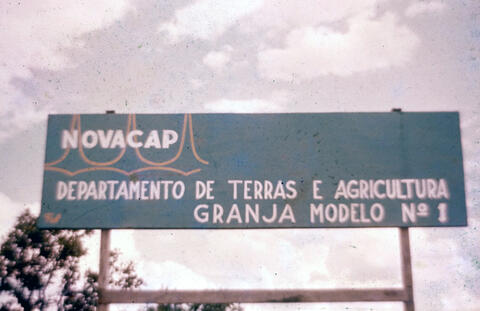 NOVACAP
DEPARTAMENTO DE TERRAS E AGRICULTURA
GRANJA MODELO Nº 1